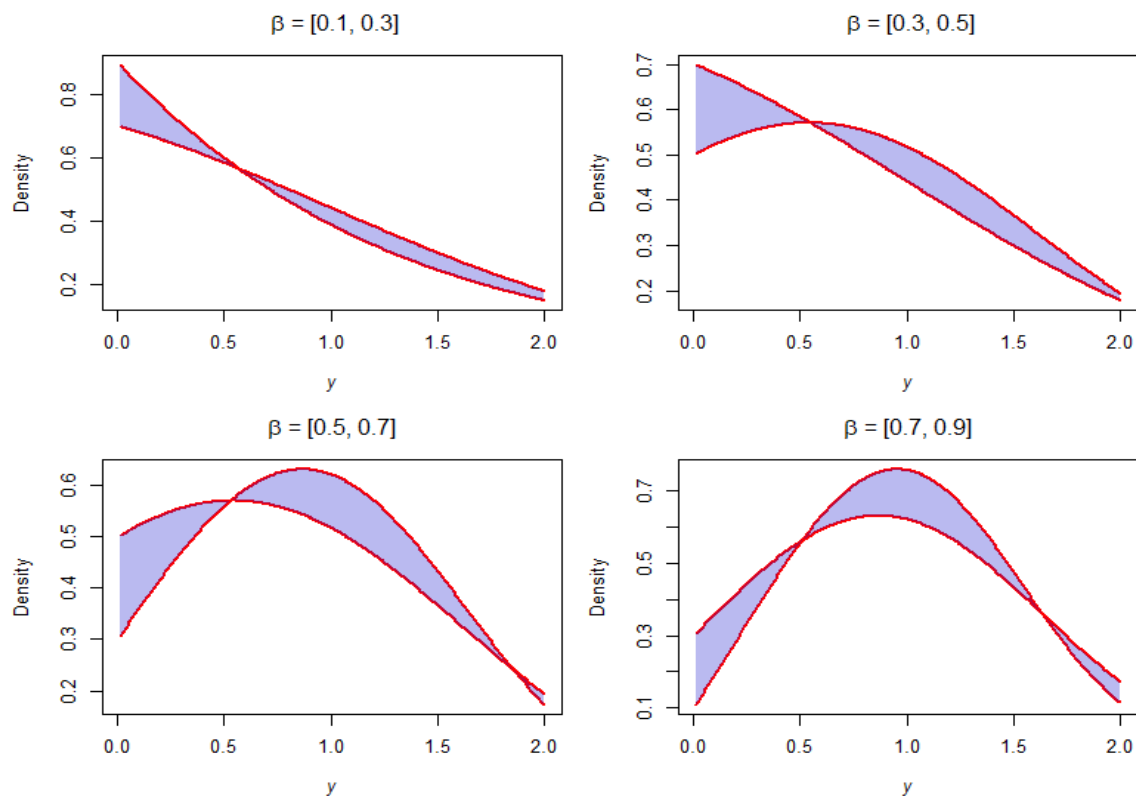 β = [0.1, 0.3]
Density
0.2 0.4 0.6 0.8
0.0 0.5 1.0 1.5 2.0
y
β = [0.3, 0.5]
Density
0.2 0.3 0.4 0.5 0.6 0.7
0.0 0.5 1.0 1.5 2.0
y
β = [0.5, 0.7]
Density
0.2 0.3 0.4 0.5 0.6
0.0 0.5 1.0 1.5 2.0
y
β = [0.7, 0.9]
Density
0.1 0.3 0.5 0.7
0.0 0.5 1.0 1.5 2.0
y